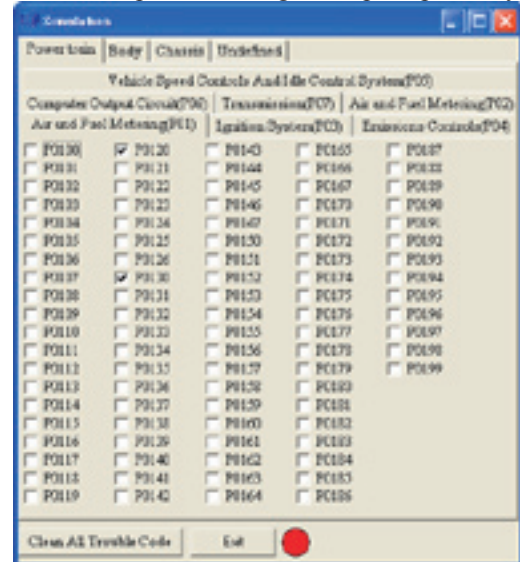 Powertrain Body Chassis Undefined
Vehicle Speed Controls And Idle Control System(P05)
Computer Output Circuit(P06) Transmission(P07) Air and Fuel Metering(P02)
Air and Fuel Metering(P01) Ignition System(P03) Emissions Controls(P04)
P0100 P0120 P0143 P0165 P0187
P0101 P0121 P0144 P0166 P0188
P0102 P0122 P0145 P0167 P0189
P0103 P0123 P0146 P0170 P0190
P0104 P0124 P0147 P0171 P0191
P0105 P0125 P0150 P0172 P0192
P0106 P0126 P0151 P0173 P0193
P0107 P0130 P0152 P0174 P0194
P0108 P0131 P0153 P0175 P0195
P0109 P0132 P0154 P0176 P0196
P0110 P0133 P0155 P0177 P0197
P0111 P0134 P0156 P0178 P0198
P0112 P0135 P0157 P0179 P0199
P0113 P0136 P0158 P0180
P0114 P0137 P0159 P0181
P0115 P0138 P0160 P0182
P0116 P0139 P0161 P0183
P0117 P0140 P0162 P0184
P0118 P0141 P0163 P0185
P0119 P0142 P0164 P0186
Clean All Trouble Code Exit